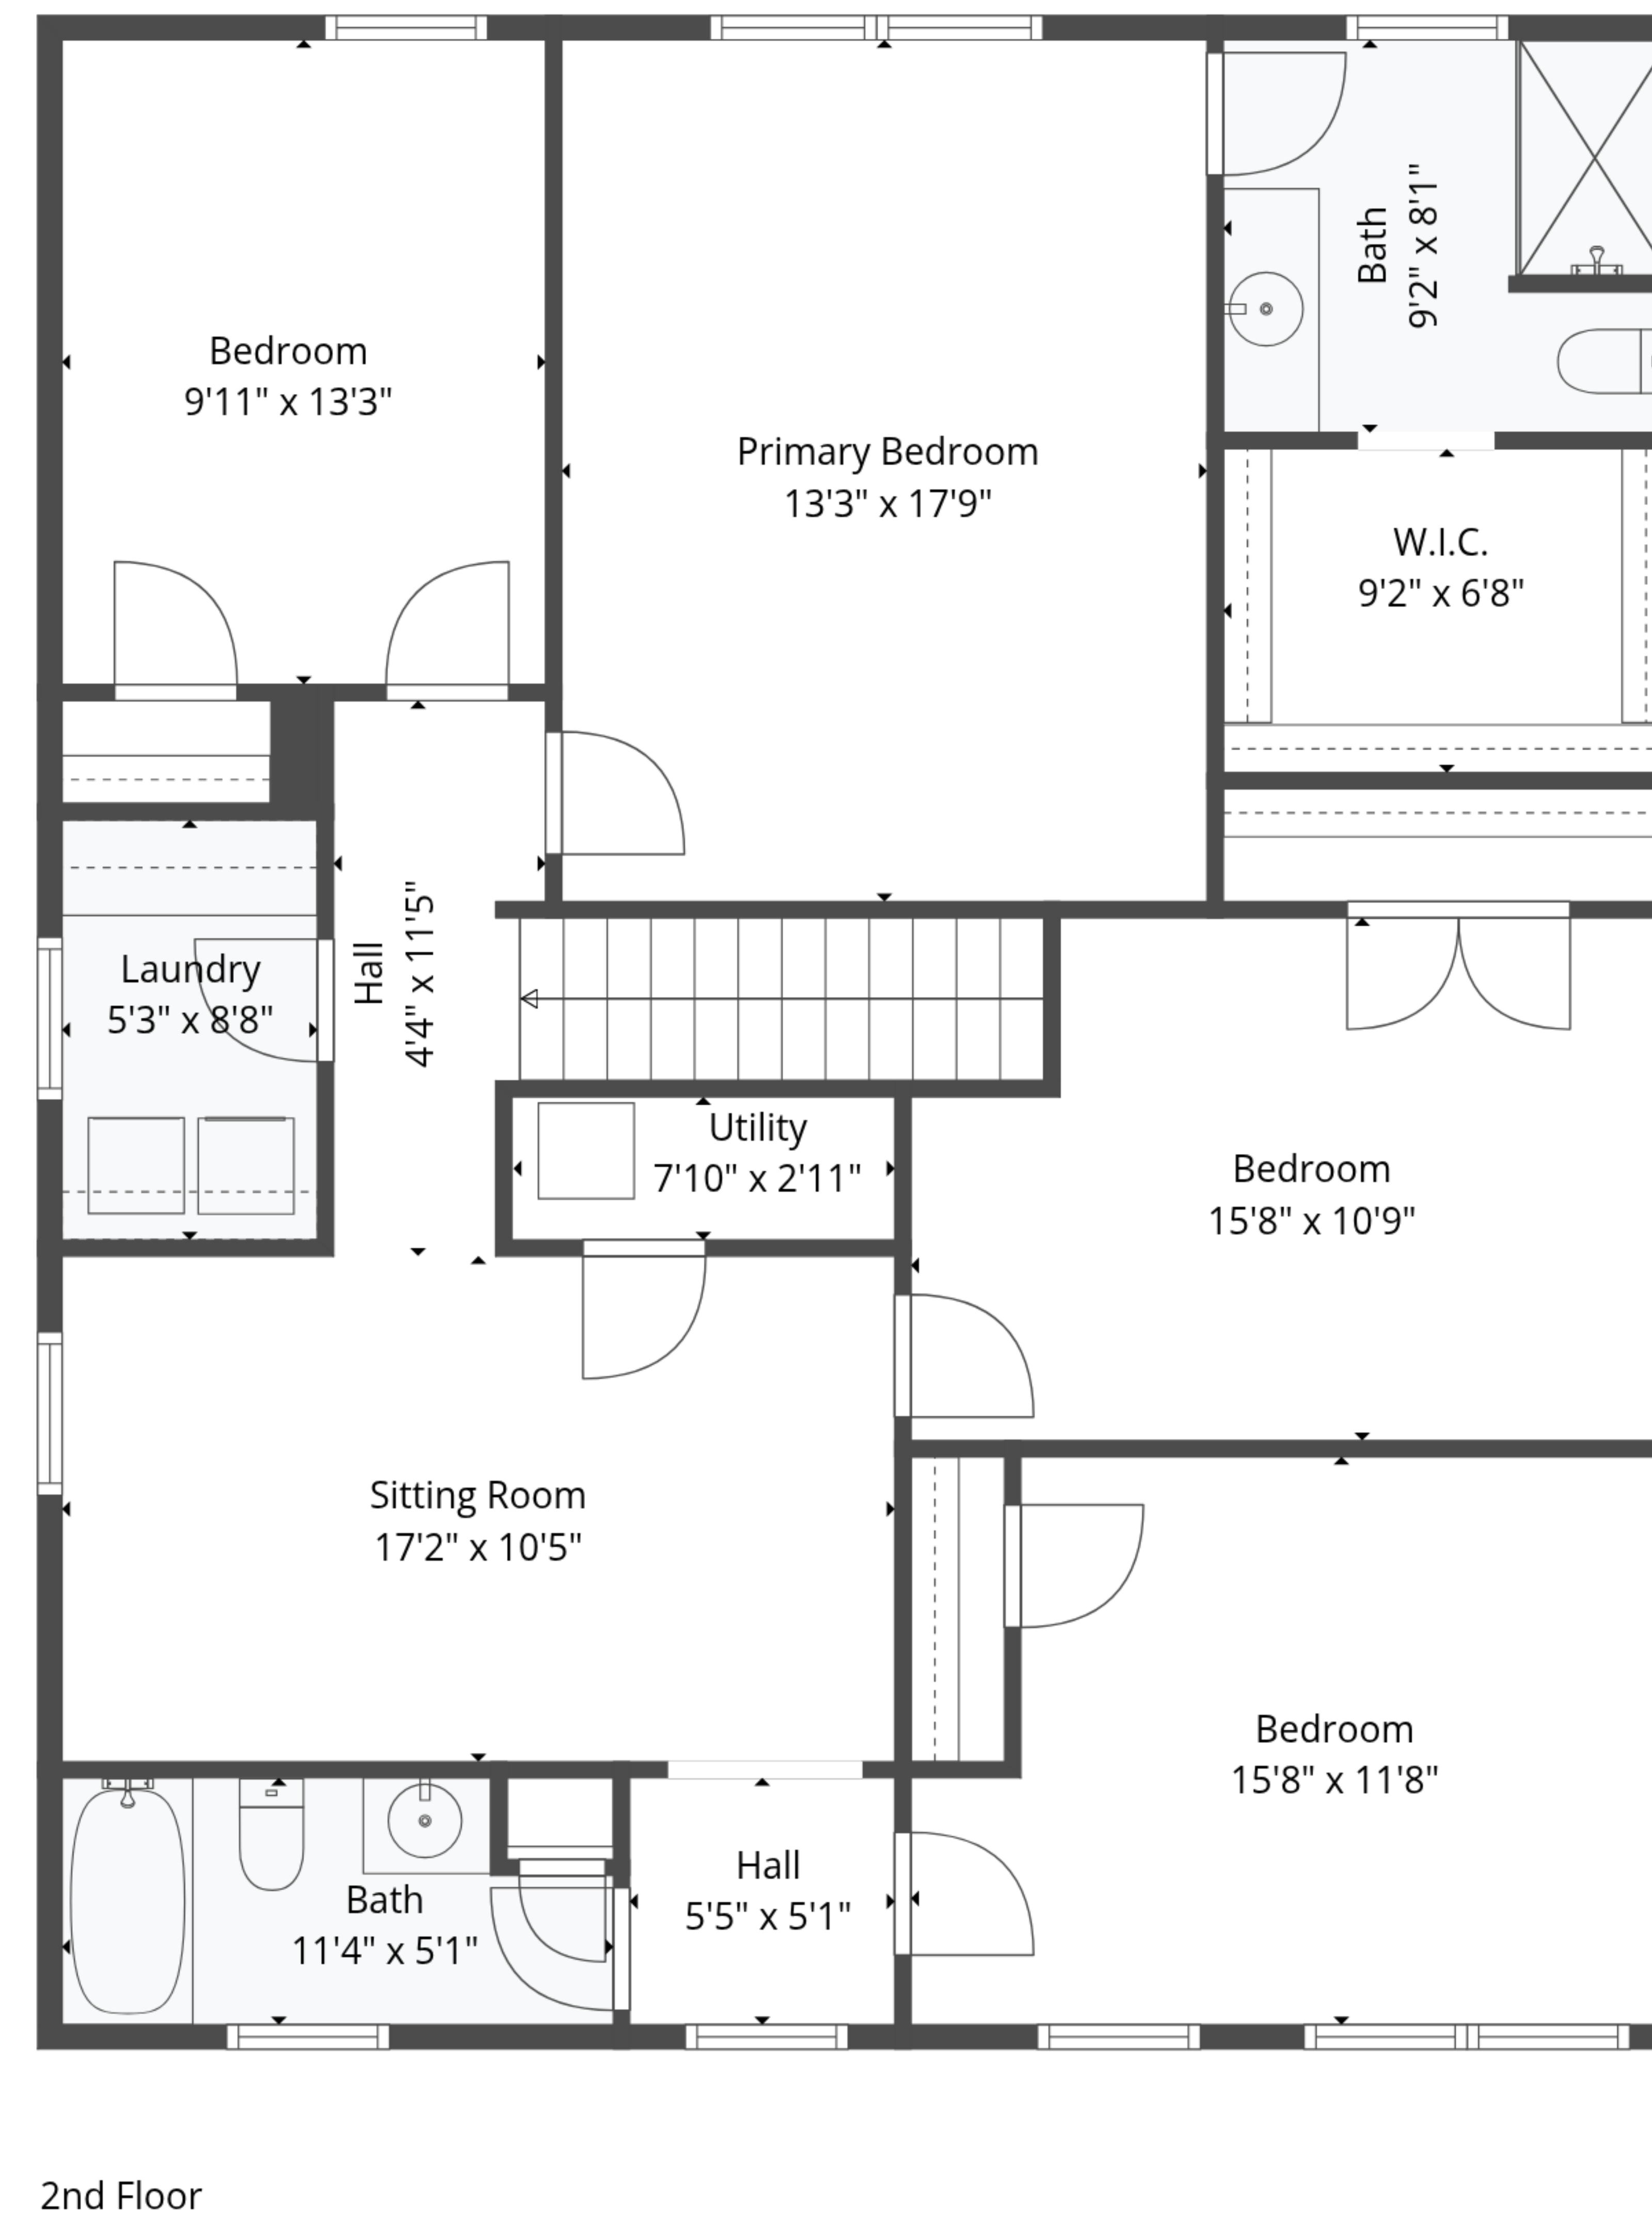 Bedroom
9'11" x 13'3"
Primary Bedroom
13'3" x 17'9"
Bath
9'2" x 8'1"
W.I.C.
9'2" x 6'8"
Laundry
5'3" x 8'8"
Hall
4'4" x 11'5"
Utility
7'10" x 2'11"
Bedroom
15'8" x 10'9"
Sitting Room
17'2" x 10'5"
Bedroom
15'8" x 11'8"
Bath
11'4" x 5'1"
Hall
5'5" x 5'1"
2nd Floor